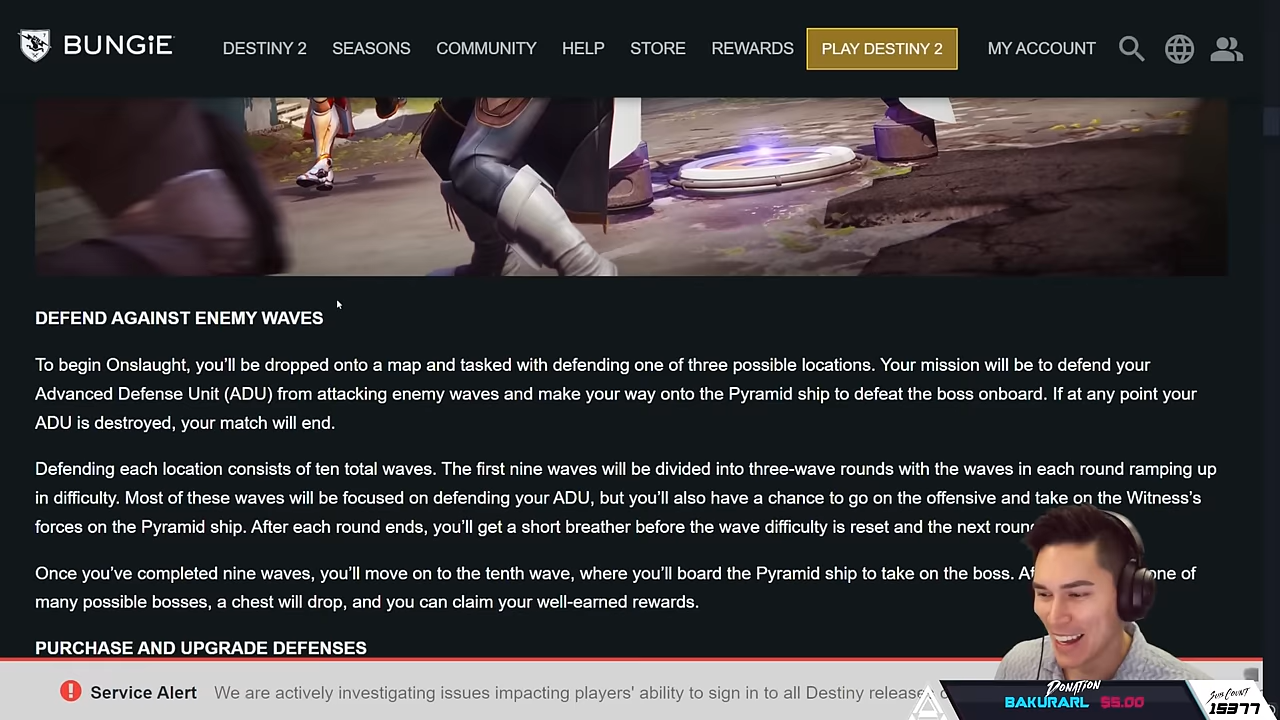 BUNGiE DESTINY 2 SEASONS COMMUNITY HELP STORE REWARDS PLAY DESTINY 2 MY ACCOUNT
DEFEND AGAINST ENEMY WAVES
To begin Onslaught, you’ll be dropped onto a map and tasked with defending one of three possible locations. Your mission will be to defend your
Advanced Defense Unit (ADU) from attacking enemy waves and make your way onto the Pyramid ship to defeat the boss onboard. If at any point your
ADU is destroyed, your match will end.
Defending each location consists of ten total waves. The first nine waves will be divided into three-wave rounds with the waves in each round ramping up
in difficulty. Most of these waves will be focused on defending your ADU, but you’ll also have a chance to go on the offensive and take on the Witness’s
forces on the Pyramid ship. After each round ends, you’ll get a short breather before the wave difficulty is reset and the next
Once you’ve completed nine waves, you’ll move on to the tenth wave, where you’ll board the Pyramid ship to take on the boss. one of
many possible bosses, a chest will drop, and you can claim your well-earned rewards.
PURCHASE AND UPGRADE DEFENSES
Service Alert We are actively investigating issues impacting players' ability to sign in to all Destiny
DONATION
BAKURARL $5.00
SUB COUNT
15377